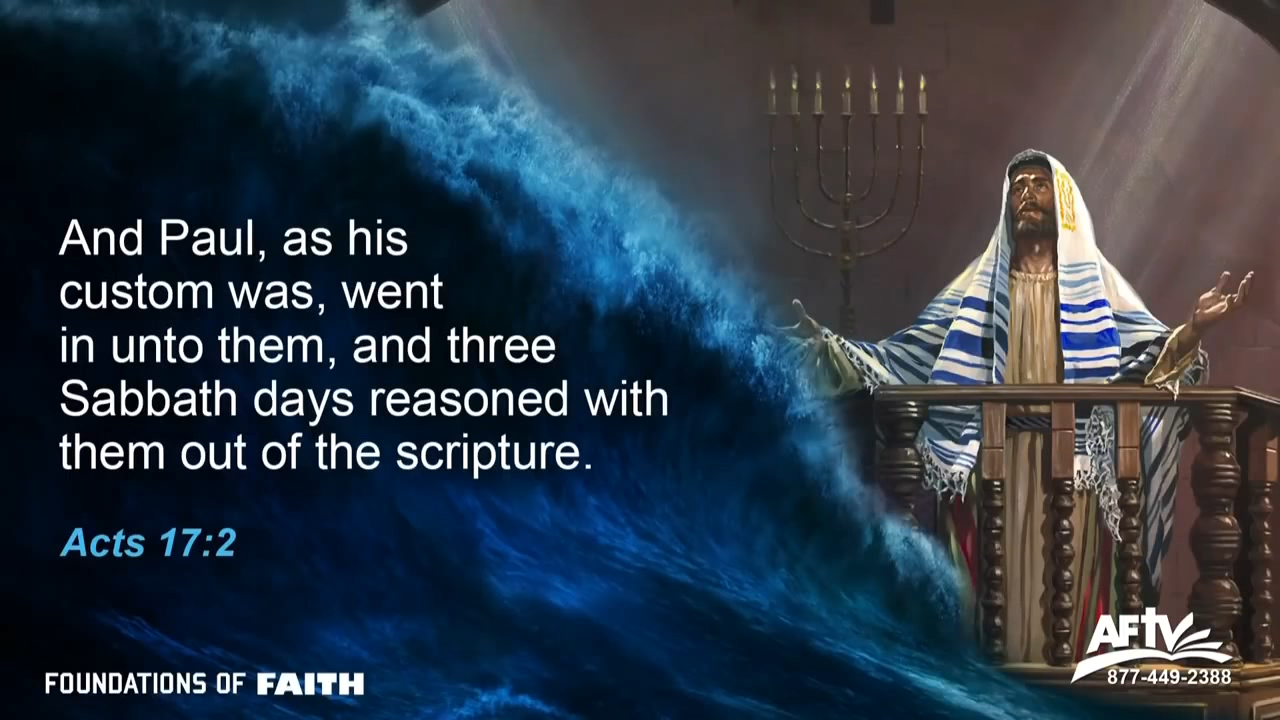 And Paul, as his
custom was, went
in unto them, and three
Sabbath days reasoned with
them out of the scripture.
Acts 17:2
FOUNDATIONS OF FAITH
AFTV
877-449-2388